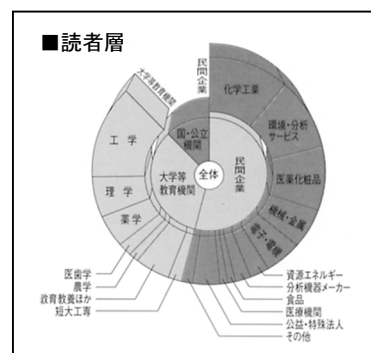 ■読者層
民間企業
大学等教育機関
化学工業
環境・分析
サービス
医薬化粧品
機械・金属
電子・電機
資源エネルギー
分析機器メーカー
食品
医療機関
公益・特殊法人
その他
工学
理学
薬学
医歯学
農学
教育教養ほか
短大工専
国・公立
機関
大学等
教育機関
全体
民間企業